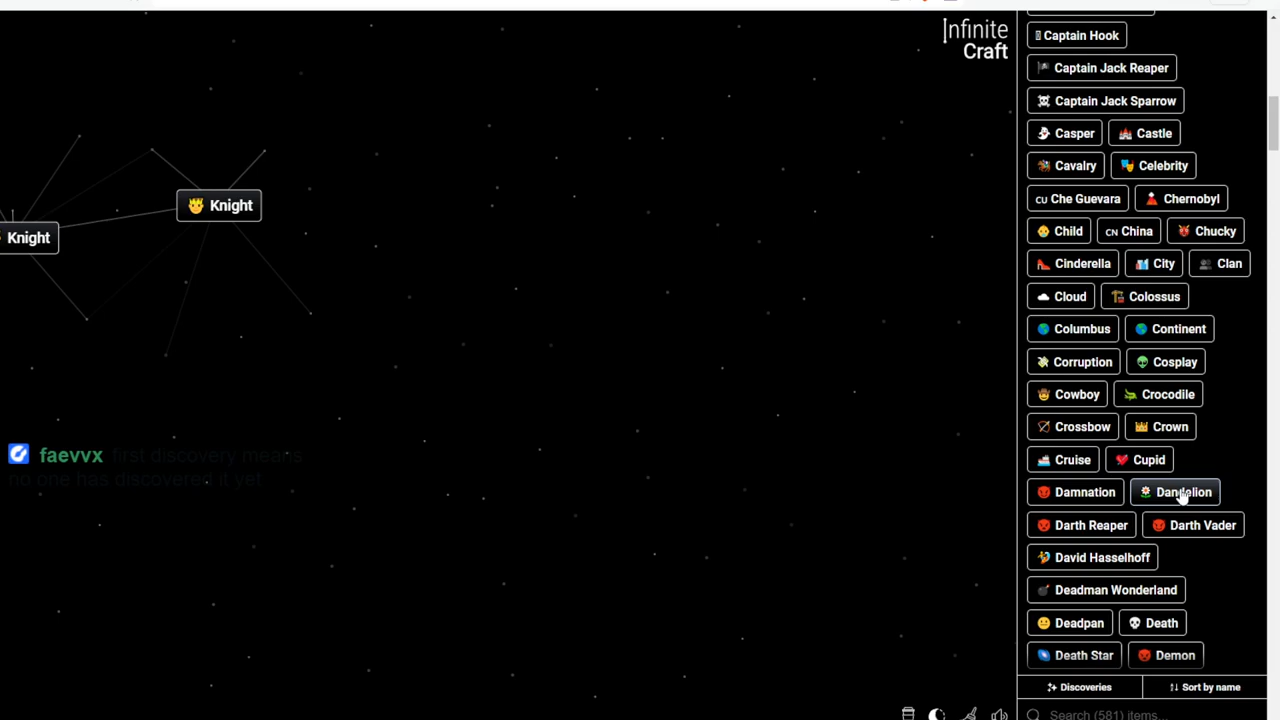 Infinite
Craft
Captain Hook
Captain Jack Reaper
Captain Jack Sparrow
Casper Castle
Cavalry Celebrity
CU Che Guevara Chernobyl
Child CN China Chucky
Cinderella City Clan
Cloud Colossus
Columbus Continent
Corruption Cosplay
Cowboy Crocodile
Crossbow Crown
Cruise Cupid
Damnation Dandelion
Darth Reaper Darth Vader
David Hasselhoff
Deadman Wonderland
Deadpan Death
Death Star Demon
Discoveries Sort by name
Search (581) items...
Knight
Knight
faevvx first discovery means
no one has discovered it yet